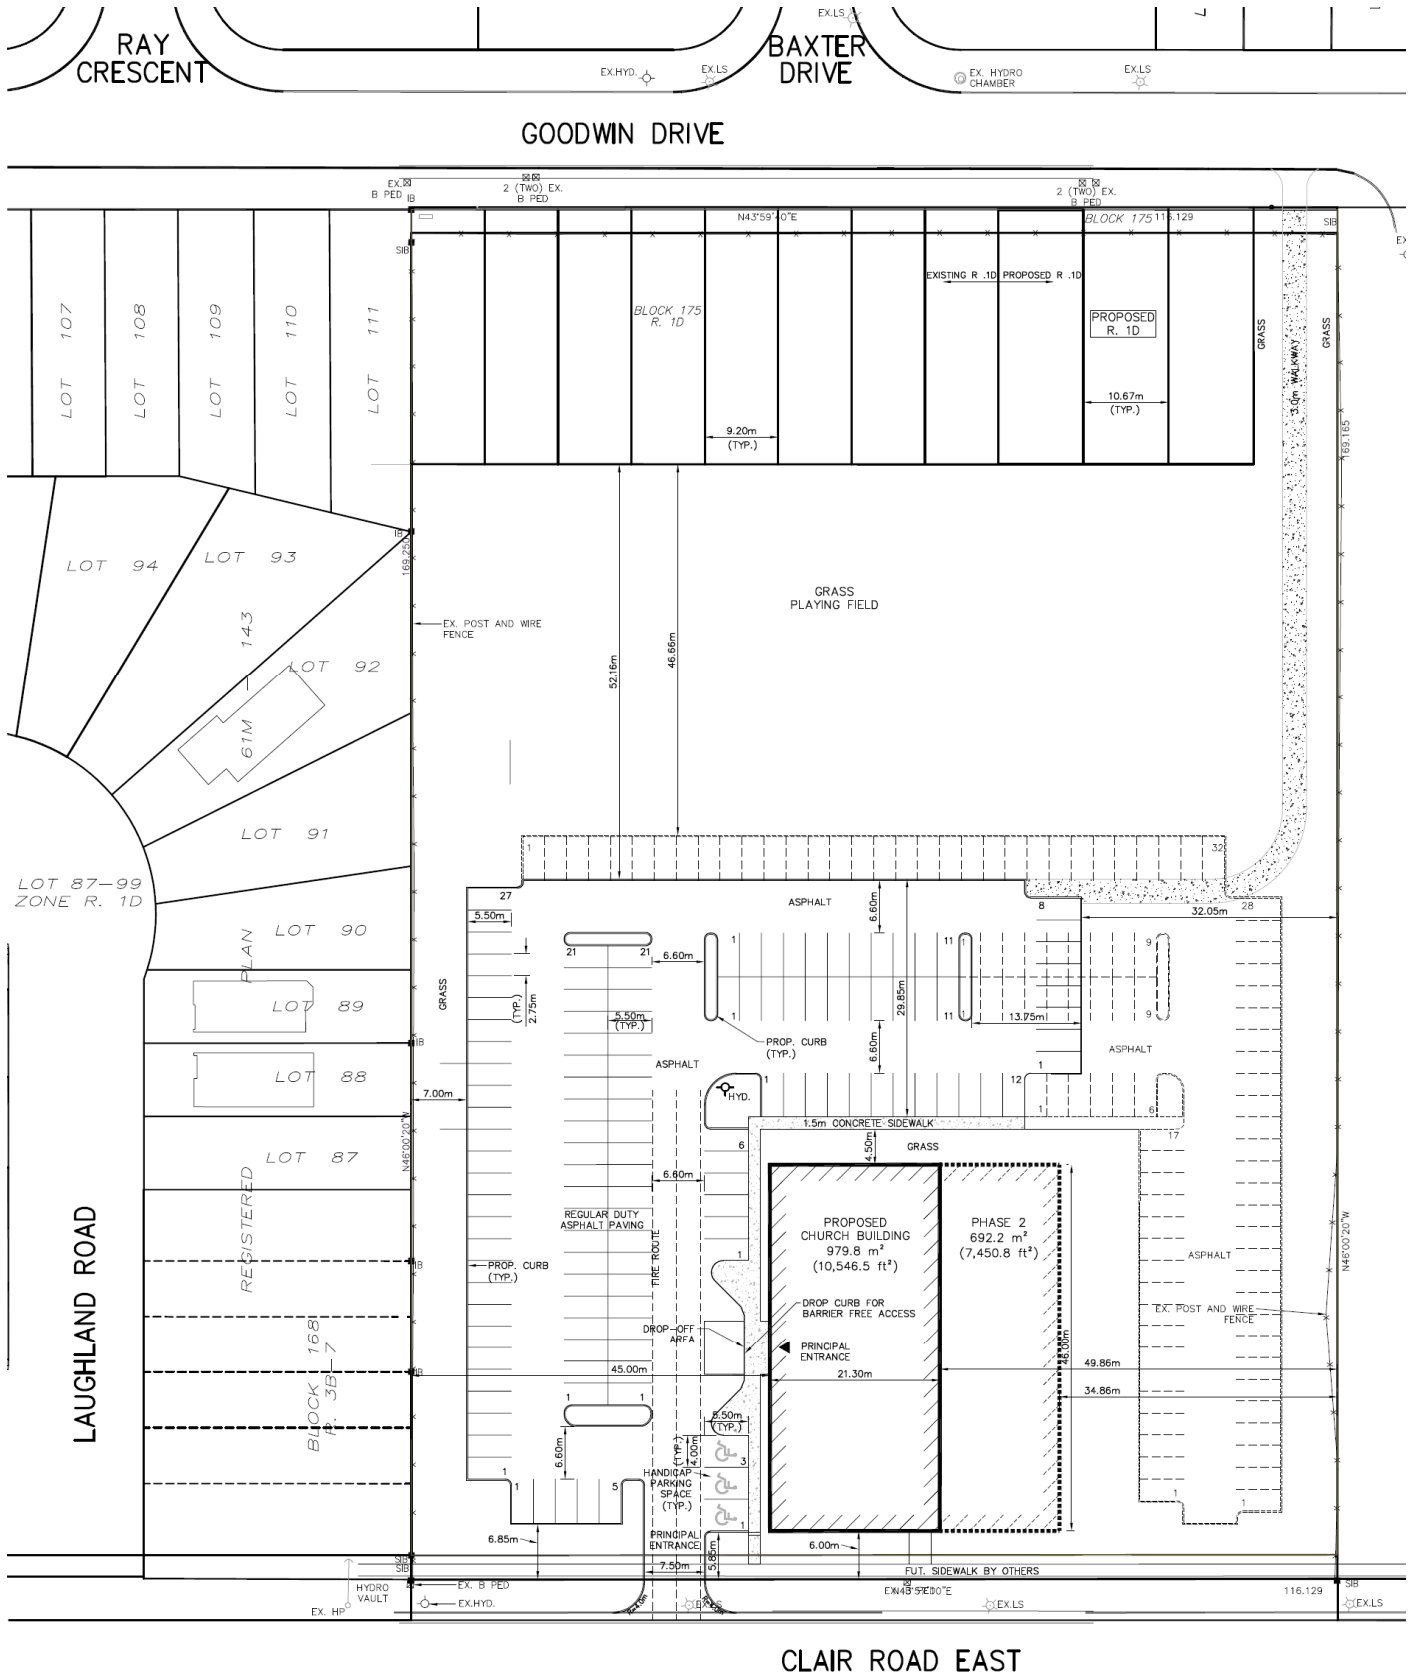 EX.LS
RAY
CRESCENT
BAXTER
DRIVE
EX.HYD.
EX.LS
EX. HYDRO
CHAMBER
EX.LS
GOODWIN DRIVE
EX.
B PED
IB
2 (TWO) EX.
B PED
2 (TWO) EX.
B PED
N43°59'40"E
BLOCK 175
116.129
SIB
SIB
EX
EXISTING R .1D
PROPOSED R .1D
LOT 107
LOT 108
LOT 109
LOT 110
LOT 111
BLOCK 175
R. 1D
PROPOSED
R. 1D
GRASS
3.0m WALKWAY
GRASS
10.67m
(TYP.)
9.20m
(TYP.)
169.165
IB
169.250
LOT 94
LOT 93
LOT 92
GRASS
PLAYING FIELD
EX. POST AND WIRE
FENCE
52.16m
46.66m
PLAN 61M - 143
REGISTERED
LOT 91
LOT 87-99
ZONE R. 1D
LOT 90
LOT 89
LOT 88
LOT 87
1
32
27
5.50m
ASPHALT
6.60m
8
28
32.05m
GRASS
21
21
6.60m
1
11
1
9
(TYP.)
2.75m
5.50m
(TYP.)
29.85m
1
11
1
9
13.75m
PROP. CURB
(TYP.)
6.60m
ASPHALT
ASPHALT
1
7.00m
HYD.
1
12
1
6
17
1.5m CONCRETE SIDEWALK
N46°00'20"W
6
4.50m
GRASS
6.60m
REGULAR DUTY
ASPHALT PAVING
FIRE ROUTE
PROPOSED
CHURCH BUILDING
979.8 m²
(10,546.5 ft²)
PHASE 2
692.2 m²
(7,450.8 ft²)
ASPHALT
N46°00'20"W
LAUGHLAND ROAD
IB
PROP. CURB
(TYP.)
1
DROP CURB FOR
BARRIER FREE ACCESS
EX. POST AND WIRE
FENCE
BLOCK 168
R. 3B-7
DROP-OFF
AREA
PRINCIPAL
ENTRANCE
46.00m
IB
45.00m
21.30m
49.86m
34.86m
1
1
5.50m
(TYP.)
6.60m
(TYP.)
4.00m
3
1
1
5
HANDICAP
PARKING
SPACE
(TYP.)
1
1
1
6.85m
PRINCIPAL
ENTRANCE
5.85m
6.00m
SIB
SIB
7.50m
FUT. SIDEWALK BY OTHERS
HYDRO
VAULT
EX. B PED
116.129
SIB
EX. HP
EX.HYD.
EX.LS
EX.LS
EX.LS
CLAIR ROAD EAST